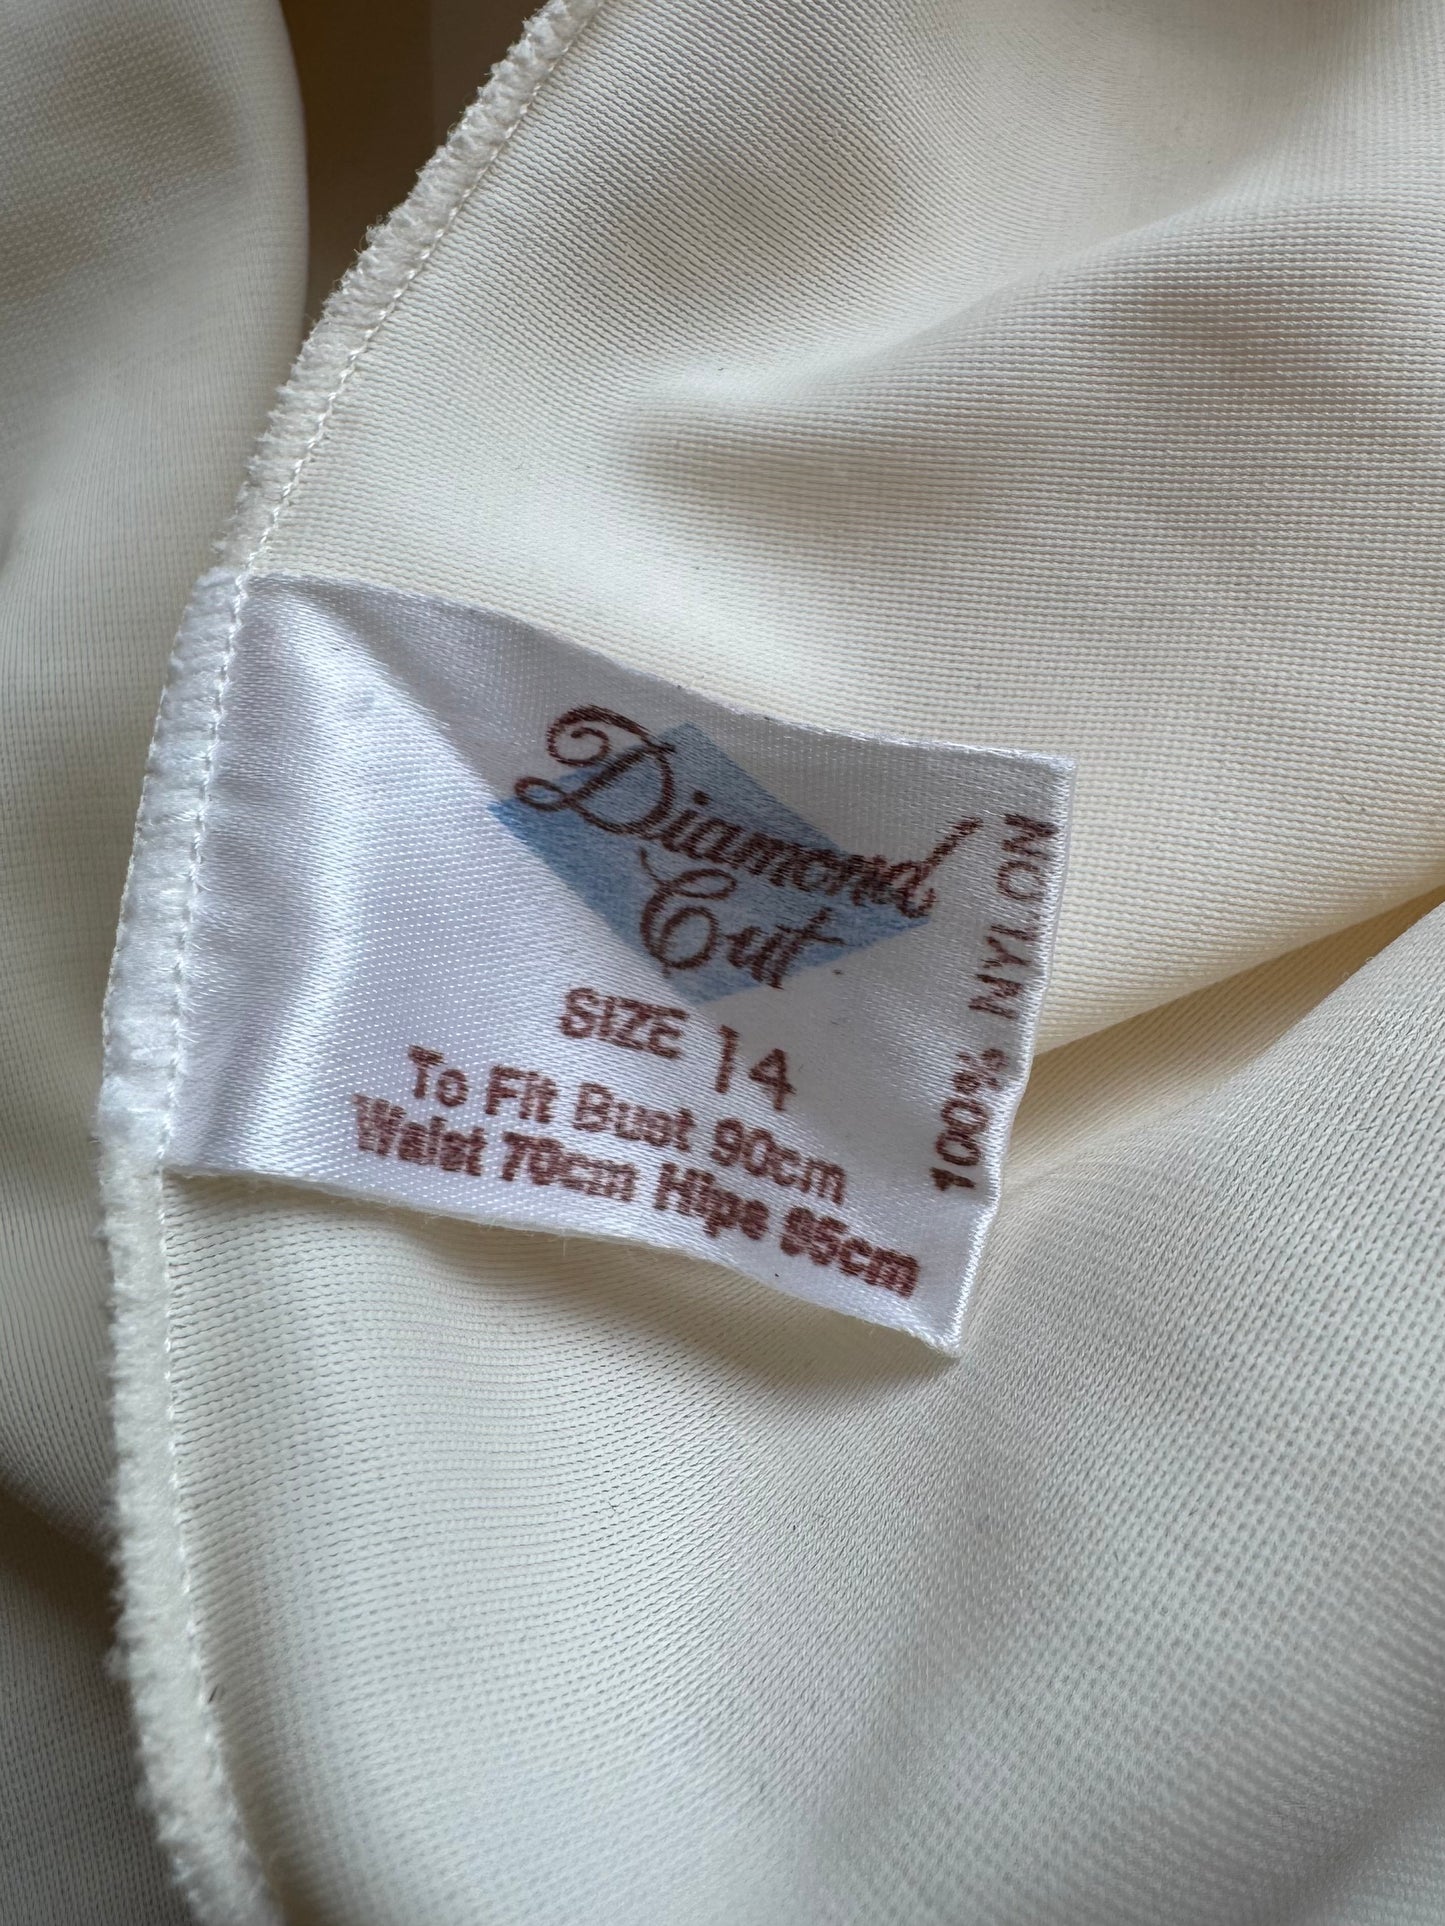 Diamond
Cut
SIZE 14
To Fit Bust 90cm
Waist 70cm Hips 95cm
100% NYLON